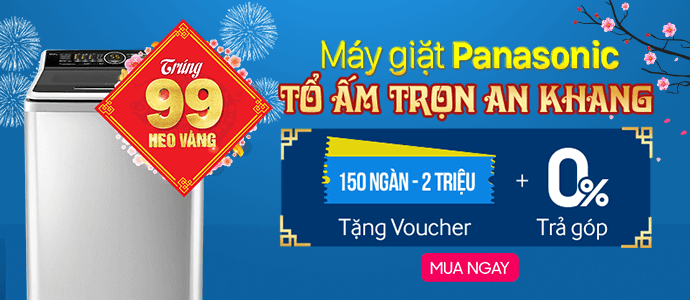 Máy giặt Panasonic
TỔ ẤM TRỌN AN KHANG
Trúng
99
HEO VÀNG
150 NGÀN - 2 TRIỆU
Tặng Voucher
+
0%
Trả góp
MUA NGAY